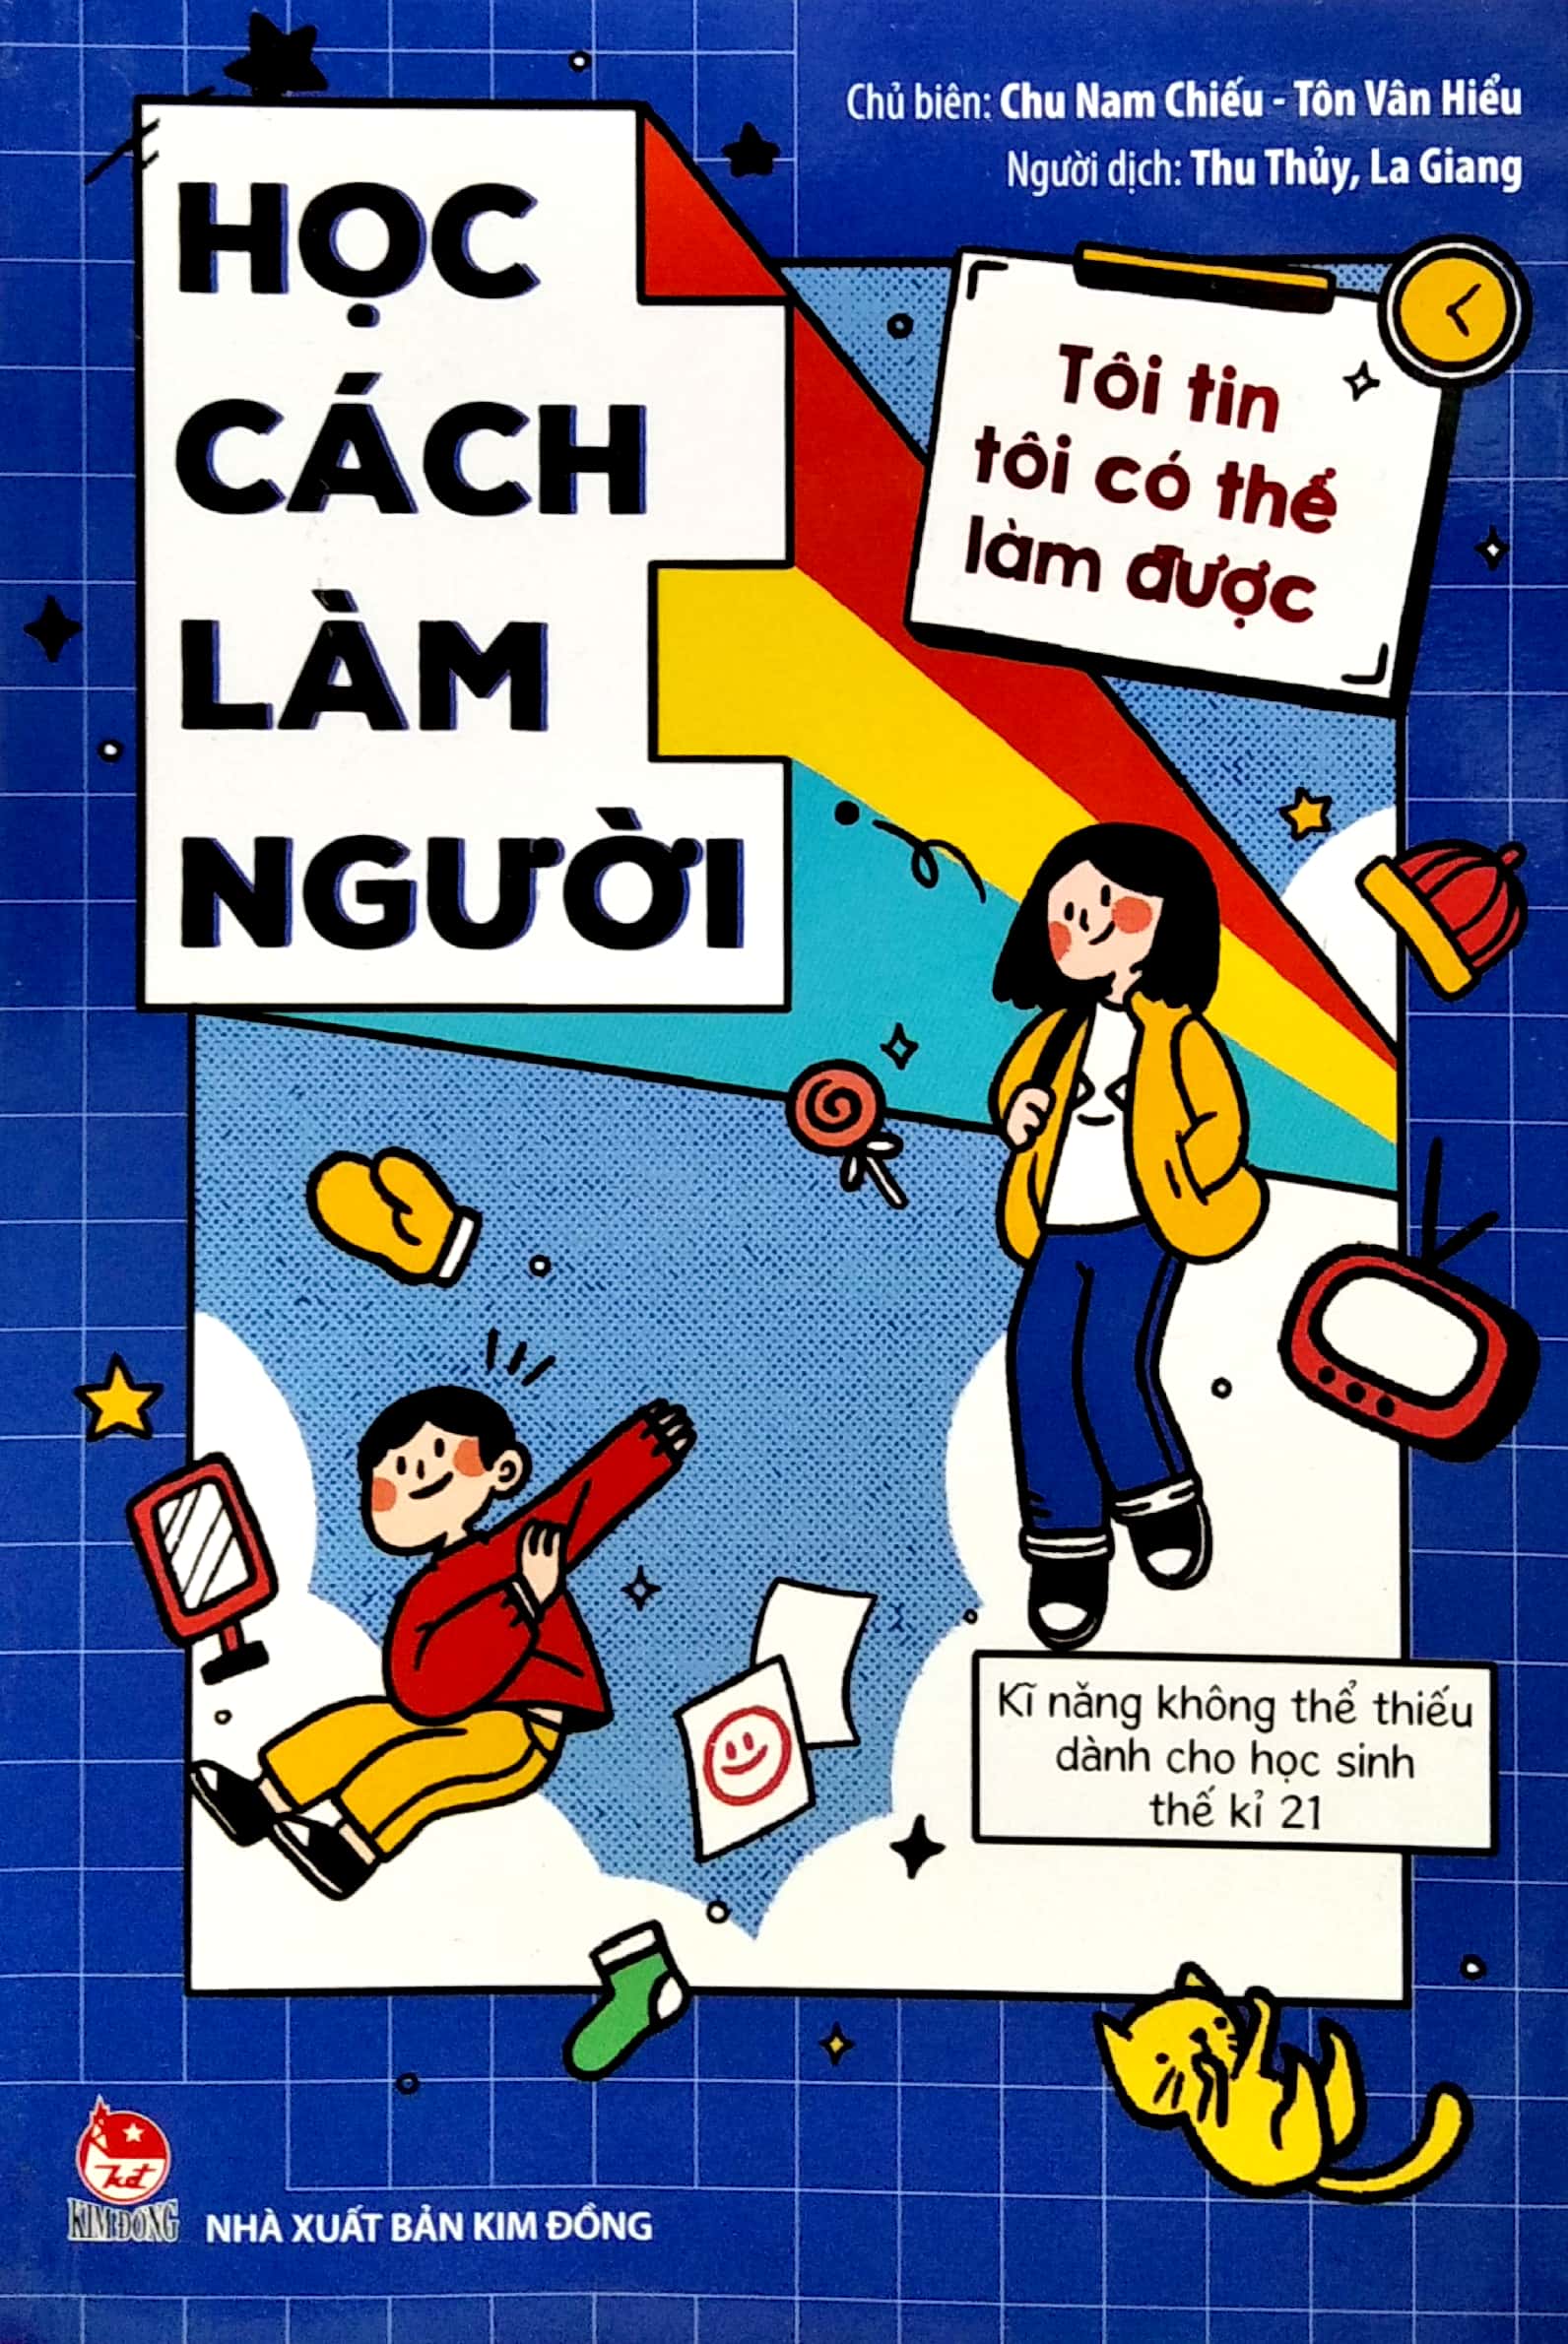 Chủ biên: Chu Nam Chiếu - Tôn Vân Hiểu
Người dịch: Thu Thủy, La Giang
HỌC
CÁCH
LÀM
NGƯỜI
Tôi tin
tôi có thể
làm được
Kĩ năng không thể thiếu
dành cho học sinh
thế kỉ 21
kđ
KIM ĐỒNG
NHÀ XUẤT BẢN KIM ĐỒNG